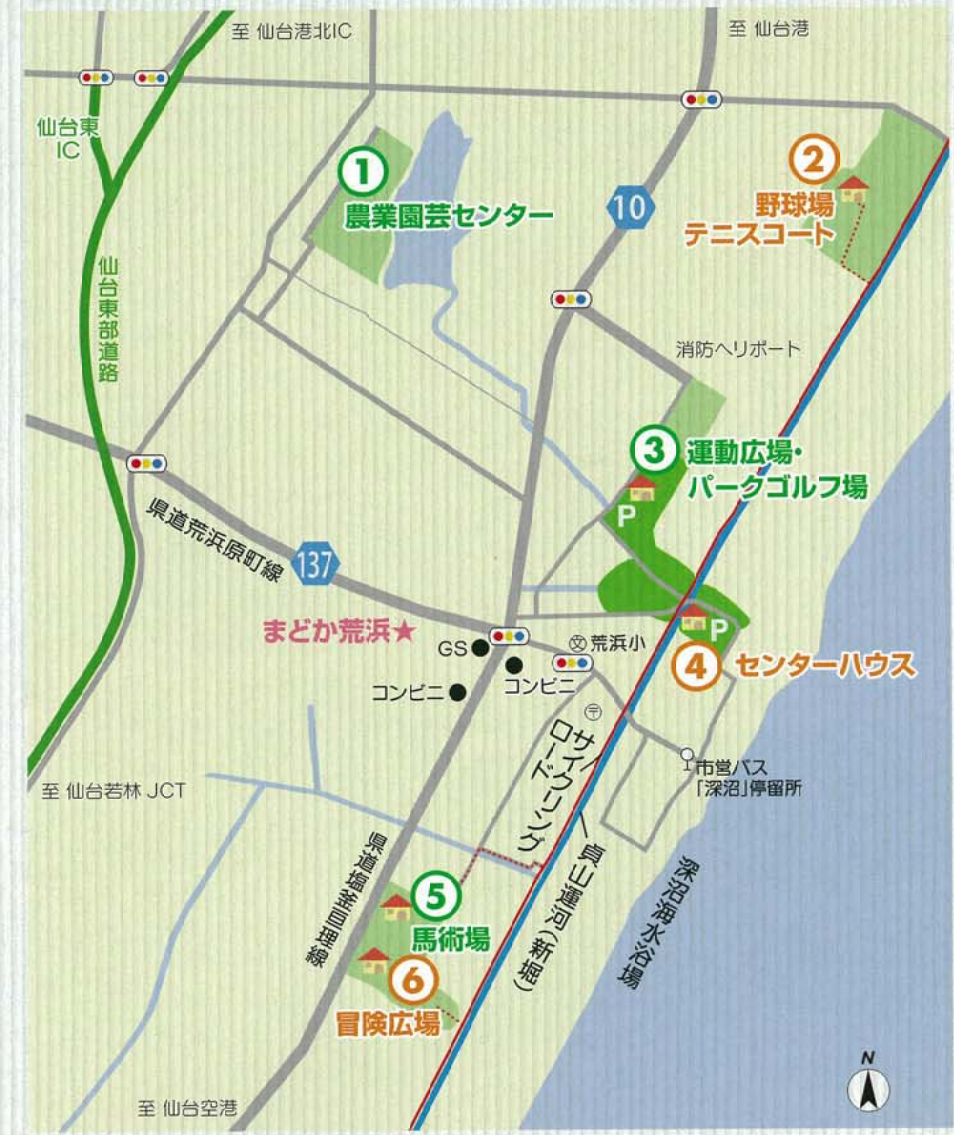 至 仙台港北IC
至 仙台港
仙台東
IC
①
農業園芸センター
②
野球場
テニスコート
10
仙台東部道路
消防ヘリポート
③
運動広場・
パークゴルフ場
P
県道荒浜原町線
137
まどか荒浜★
GS
コンビニ
コンビニ
荒浜小
文
P
④
センターハウス
〒
サイクリング
ロード
市営バス
「深沼」停留所
至 仙台若林 JCT
貞山運河(新堀)
深沼海水浴場
県道塩釜亘理線
⑤
馬術場
⑥
冒険広場
至 仙台空港
N